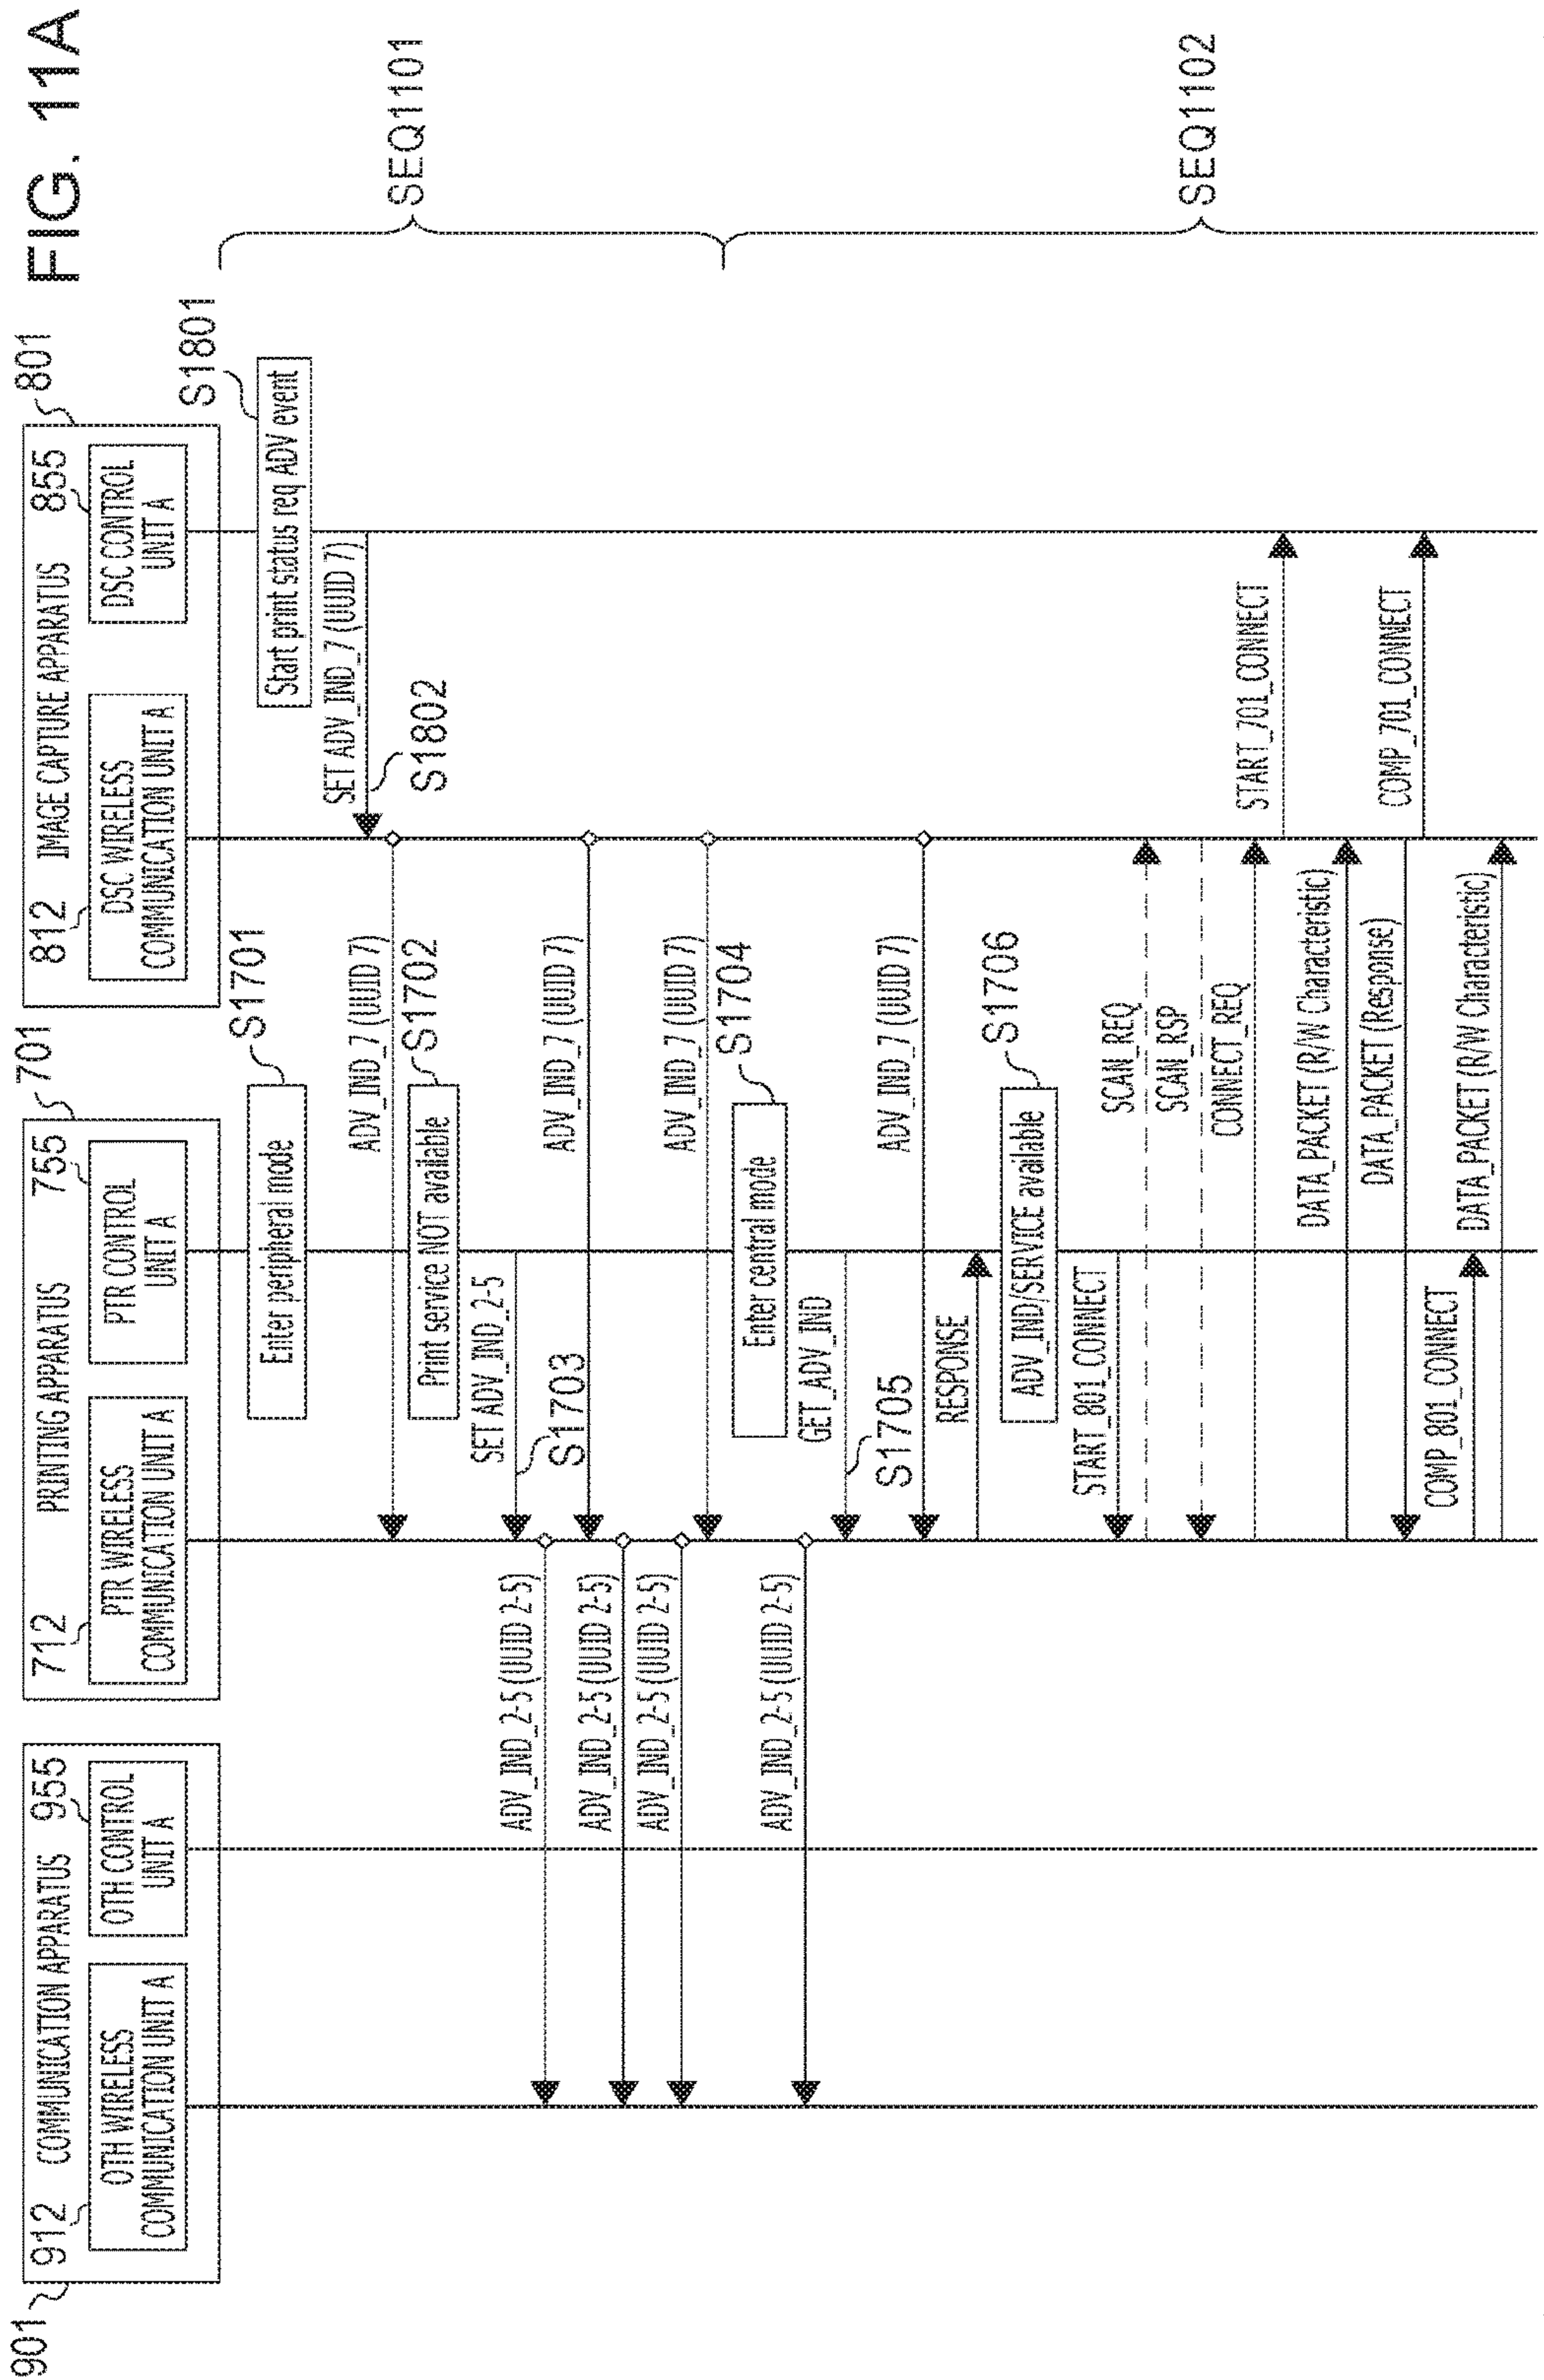 FIG. 11A
901
912
COMMUNICATION APPARATUS
955
OTH WIRELESS
COMMUNICATION UNIT A
OTH CONTROL
UNIT A
701
712
PRINTING APPARATUS
755
PTR WIRELESS
COMMUNICATION UNIT A
PTR CONTROL
UNIT A
801
812
IMAGE CAPTURE APPARATUS
855
DSC WIRELESS
COMMUNICATION UNIT A
DSC CONTROL
UNIT A
S1801
Start print status req ADV event
S1701
Enter peripheral mode
SET ADV_IND_7 (UUID 7)
S1802
ADV_IND_7 (UUID 7)
S1702
Print service NOT available
SEQ1101
SET ADV_IND_2-5
S1703
ADV_IND_2-5 (UUID 2-5)
ADV_IND_7 (UUID 7)
ADV_IND_2-5 (UUID 2-5)
ADV_IND_2-5 (UUID 2-5)
ADV_IND_7 (UUID 7)
S1704
Enter central mode
ADV_IND_2-5 (UUID 2-5)
GET_ADV_IND
S1705
ADV_IND_7 (UUID 7)
RESPONSE
S1706
ADV_IND/SERVICE available
START_801_CONNECT
SCAN_REQ
SCAN_RSP
SEQ1102
CONNECT_REQ
START_701_CONNECT
DATA_PACKET (R/W Characteristic)
DATA_PACKET (Response)
COMP_701_CONNECT
COMP_801_CONNECT
DATA_PACKET (R/W Characteristic)